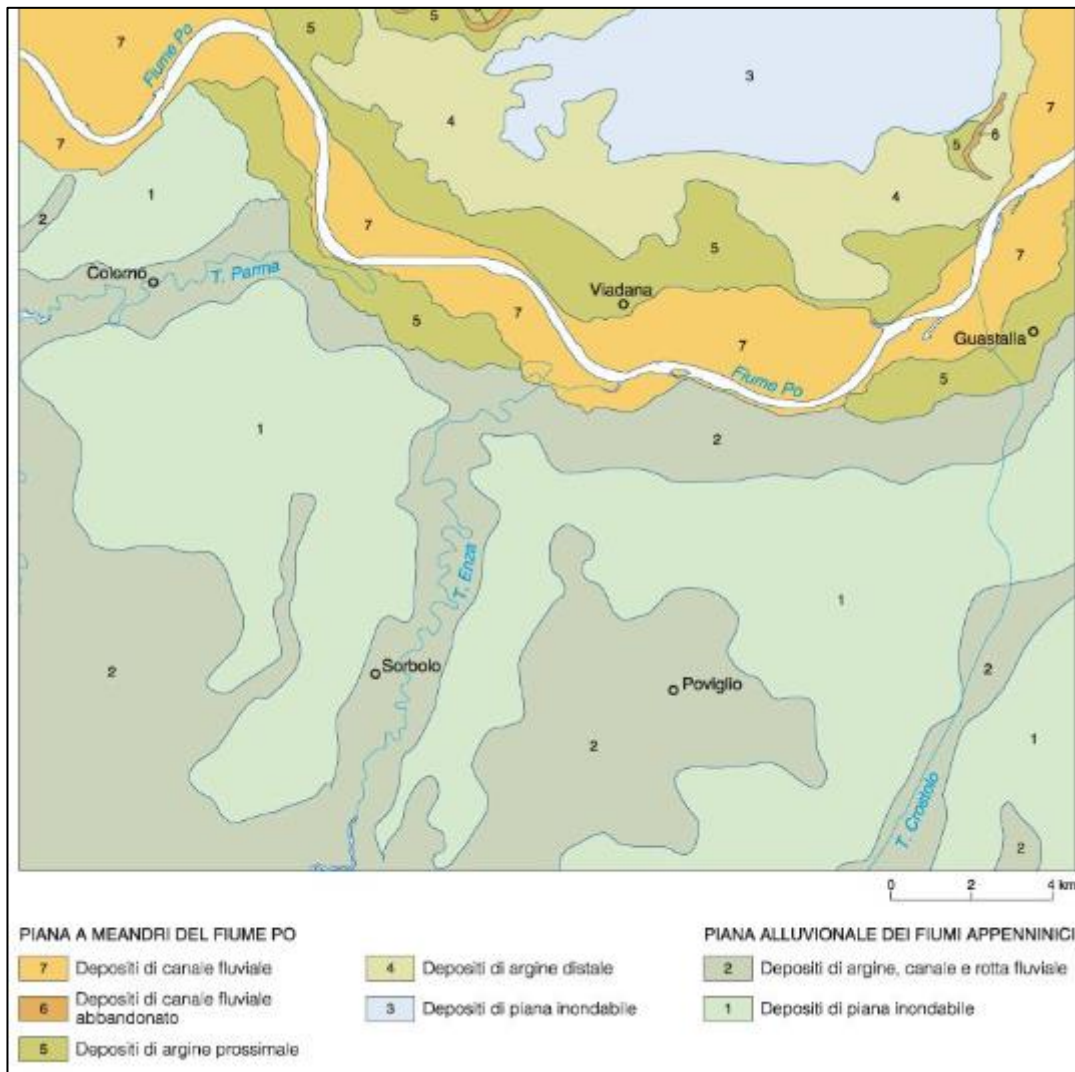 7
5
5
Fiume Po
3
4
7
7
5
6
1
4
2
7
5
7
Colorno
T. Parma
Viadana
7
5
Guastalla
7
Fiume Po
5
1
2
T. Enza
1
2
Sorbolo
Poviglio
2
2
1
T. Crostolo
2
0 2 4 km
PIANA A MEANDRI DEL FIUME PO
7 Depositi di canale fluviale
6 Depositi di canale fluviale
abbandonato
5 Depositi di argine prossimale
4 Depositi di argine distale
3 Depositi di piana inondabile
PIANA ALLUVIONALE DEI FIUMI APPENNINICI
2 Depositi di argine, canale e rotta fluviale
1 Depositi di piana inondabile